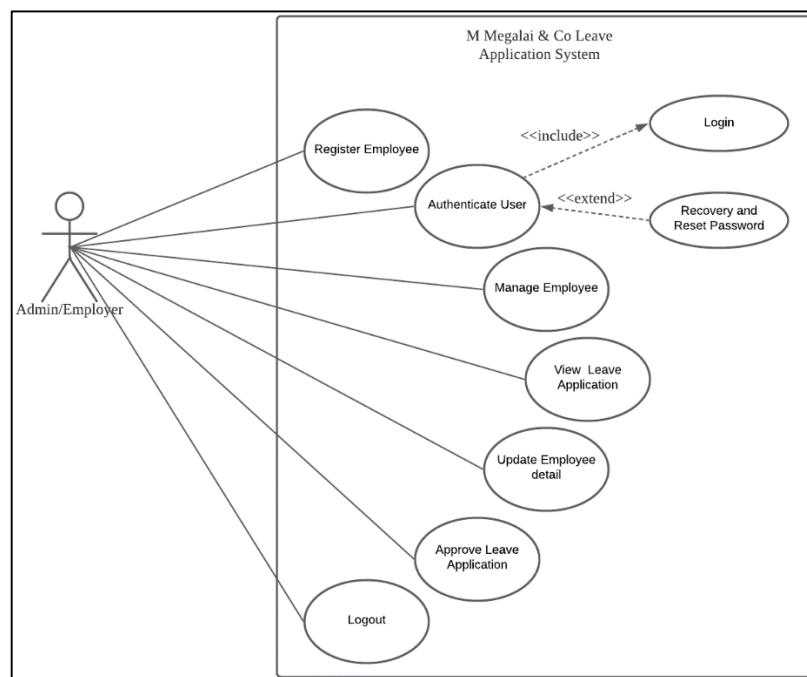 M Megalai & Co Leave
Application System
Register Employee
<<include>>
Login
Authenticate User
<<extend>>
Recovery and
Reset Password
Admin/Employer
Manage Employee
View Leave
Application
Update Employee
detail
Approve Leave
Application
Logout